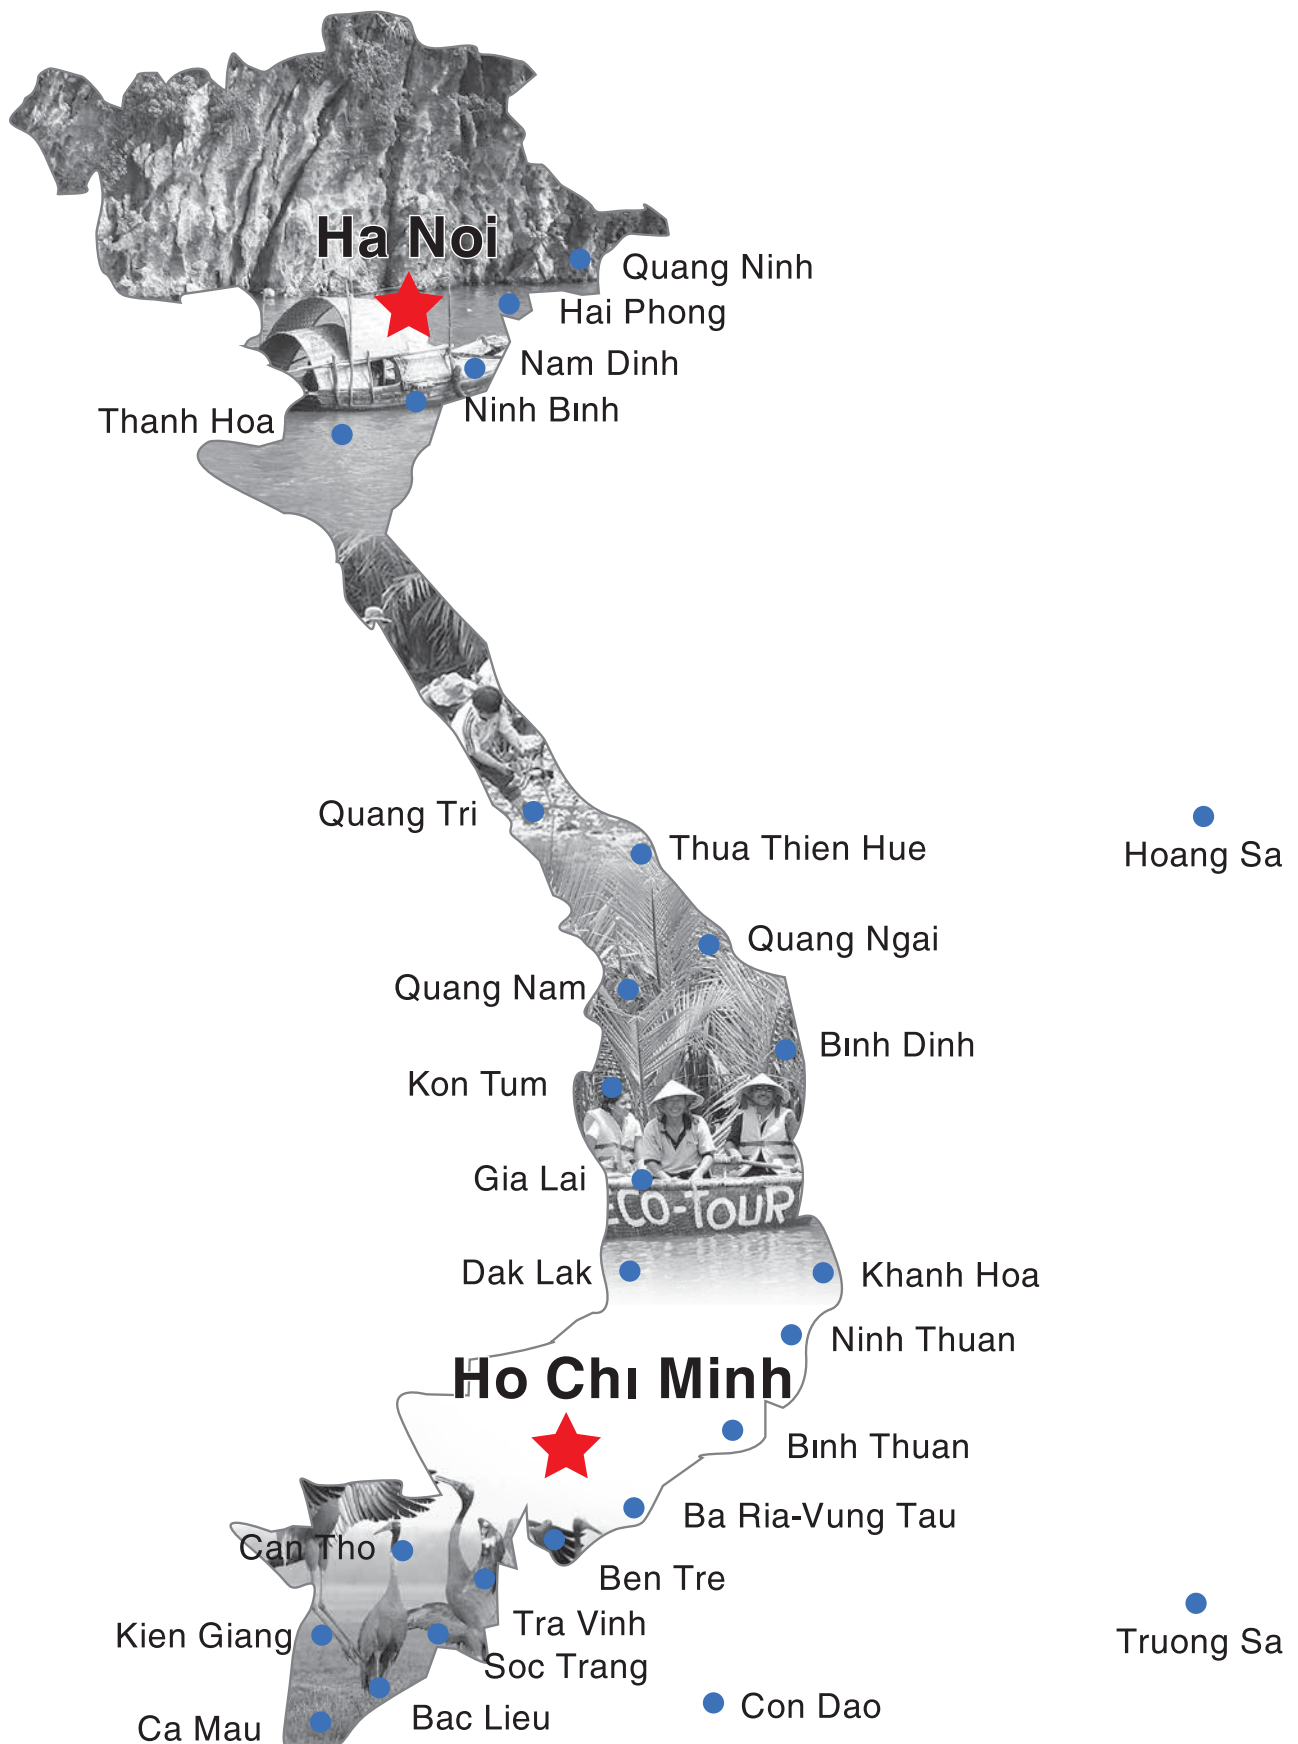 Ha Noi
Quang Ninh
Hai Phong
Nam Dinh
Ninh Bınh
Thanh Hoa
Quang Tri
Thua Thien Hue
Hoang Sa
Quang Ngai
Quang Nam
Bınh Dinh
Kon Tum
Gia Lai
ECO-TOUR
Dak Lak
Khanh Hoa
Ninh Thuan
Ho Chı Minh
Bınh Thuan
Ba Ria-Vung Tau
Can Tho
Ben Tre
Tra Vinh
Kien Giang
Truong Sa
Soc Trang
Con Dao
Bac Lieu
Ca Mau